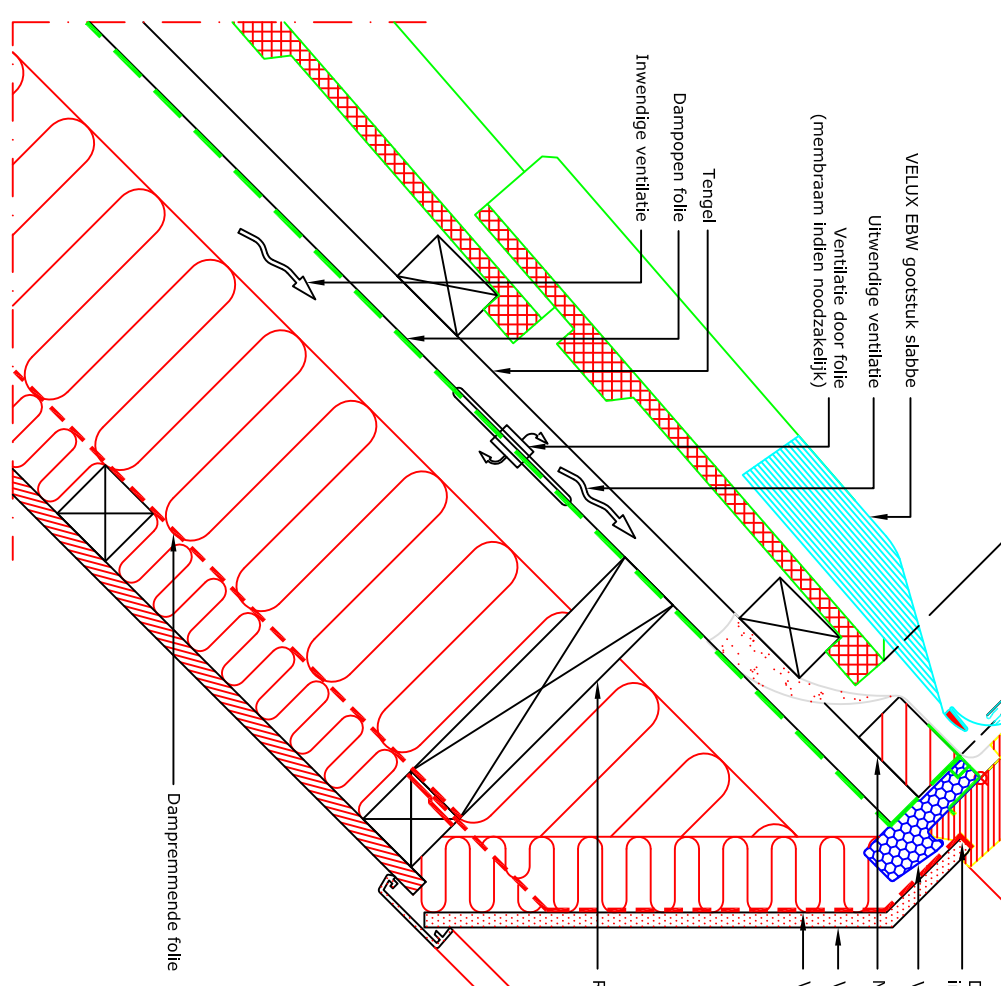 VELUX EBW gootstuk slabbe
Uitwendige ventilatie
Ventilatie door folie
(membraam indien noodzakelijk)
Tengel
Dampopen folie
Inwendige ventilatie
Dampremmende folie